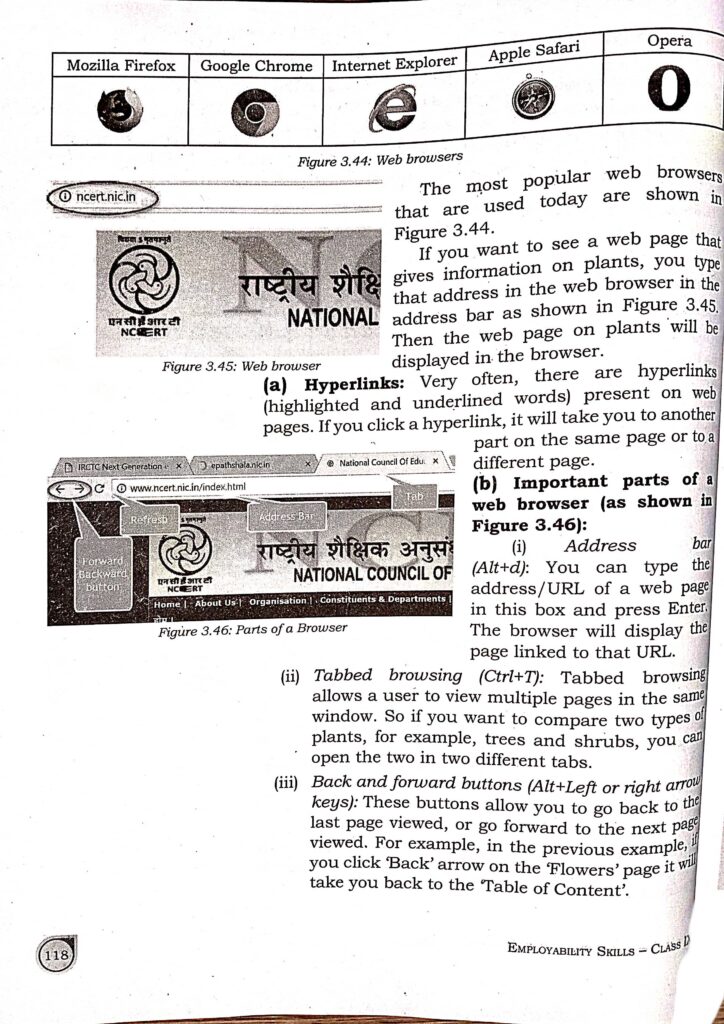 Mozilla Firefox Google Chrome Internet Explorer Apple Safari Opera
Figure 3.44: Web browsers
ncert.nic.in
विद्यया ऽ मृतमश्नुते
एन सी ई आर टी
NCERT
राष्ट्रीय शैक्षि
NATIONAL
Figure 3.45: Web browser
The most popular web browsers
that are used today are shown in
Figure 3.44.
If you want to see a web page that
gives information on plants, you type
that address in the web browser in the
address bar as shown in Figure 3.45.
Then the web page on plants will be
displayed in the browser.
(a) Hyperlinks: Very often, there are hyperlinks
(highlighted and underlined words) present on web
pages. If you click a hyperlink, it will take you to another
part on the same page or to a
different page.
IRCTC Next Generation e epathshala.nic.in National Council Of Edu
www.ncert.nic.in/index.html
Tab
Refresh
Address Bar
Forward
Backward
button
एन सी ई आर टी
NCERT
राष्ट्रीय शैक्षिक अनुसं
NATIONAL COUNCIL OF
Home | About Us | Organisation | Constituents & Departments |
Figure 3.46: Parts of a Browser
(b) Important parts of a
web browser (as shown in
Figure 3.46):
(i) Address bar
(Alt+d): You can type the
address/URL of a web page
in this box and press Enter.
The browser will display the
page linked to that URL.
(ii) Tabbed browsing (Ctrl+T): Tabbed browsing
allows a user to view multiple pages in the same
window. So if you want to compare two types of
plants, for example, trees and shrubs, you can
open the two in two different tabs.
(iii) Back and forward buttons (Alt+Left or right arrow
keys): These buttons allow you to go back to the
last page viewed, or go forward to the next page
viewed. For example, in the previous example, if
you click 'Back' arrow on the 'Flowers' page it will
take you back to the 'Table of Content'.
118
EMPLOYABILITY SKILLS – CLASS